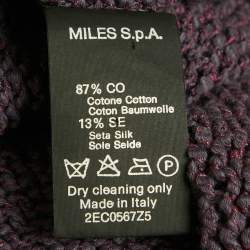 MILES S.p.A.
87% CO
Cotone Cotton
Coton Baumwolle
13% SE
Seta Silk
Soie Seide
Dry cleaning only
Made in Italy
2EC0567Z5